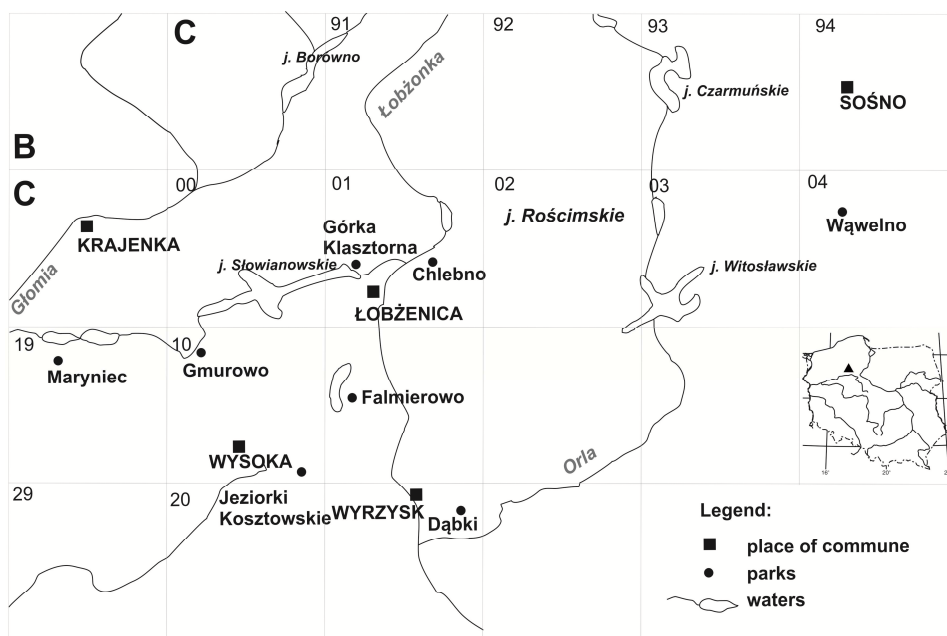 C
91
92
93
94
j. Borowno
Łobżonka
j. Czarmuńskie
SOŚNO
B
C
00
01
02
03
04
j. Rościmskie
Wąwelno
Górka
Klasztorna
KRAJENKA
j. Słowianowskie
Chlebno
j. Witosławskie
Głomia
ŁOBŻENICA
19
10
Maryniec
Gmurowo
Falmierowo
WYSOKA
Orla
16°
20°
29
20
Jeziorki
Kosztowskie
WYRZYSK
Dąbki
Legend:
place of commune
parks
waters